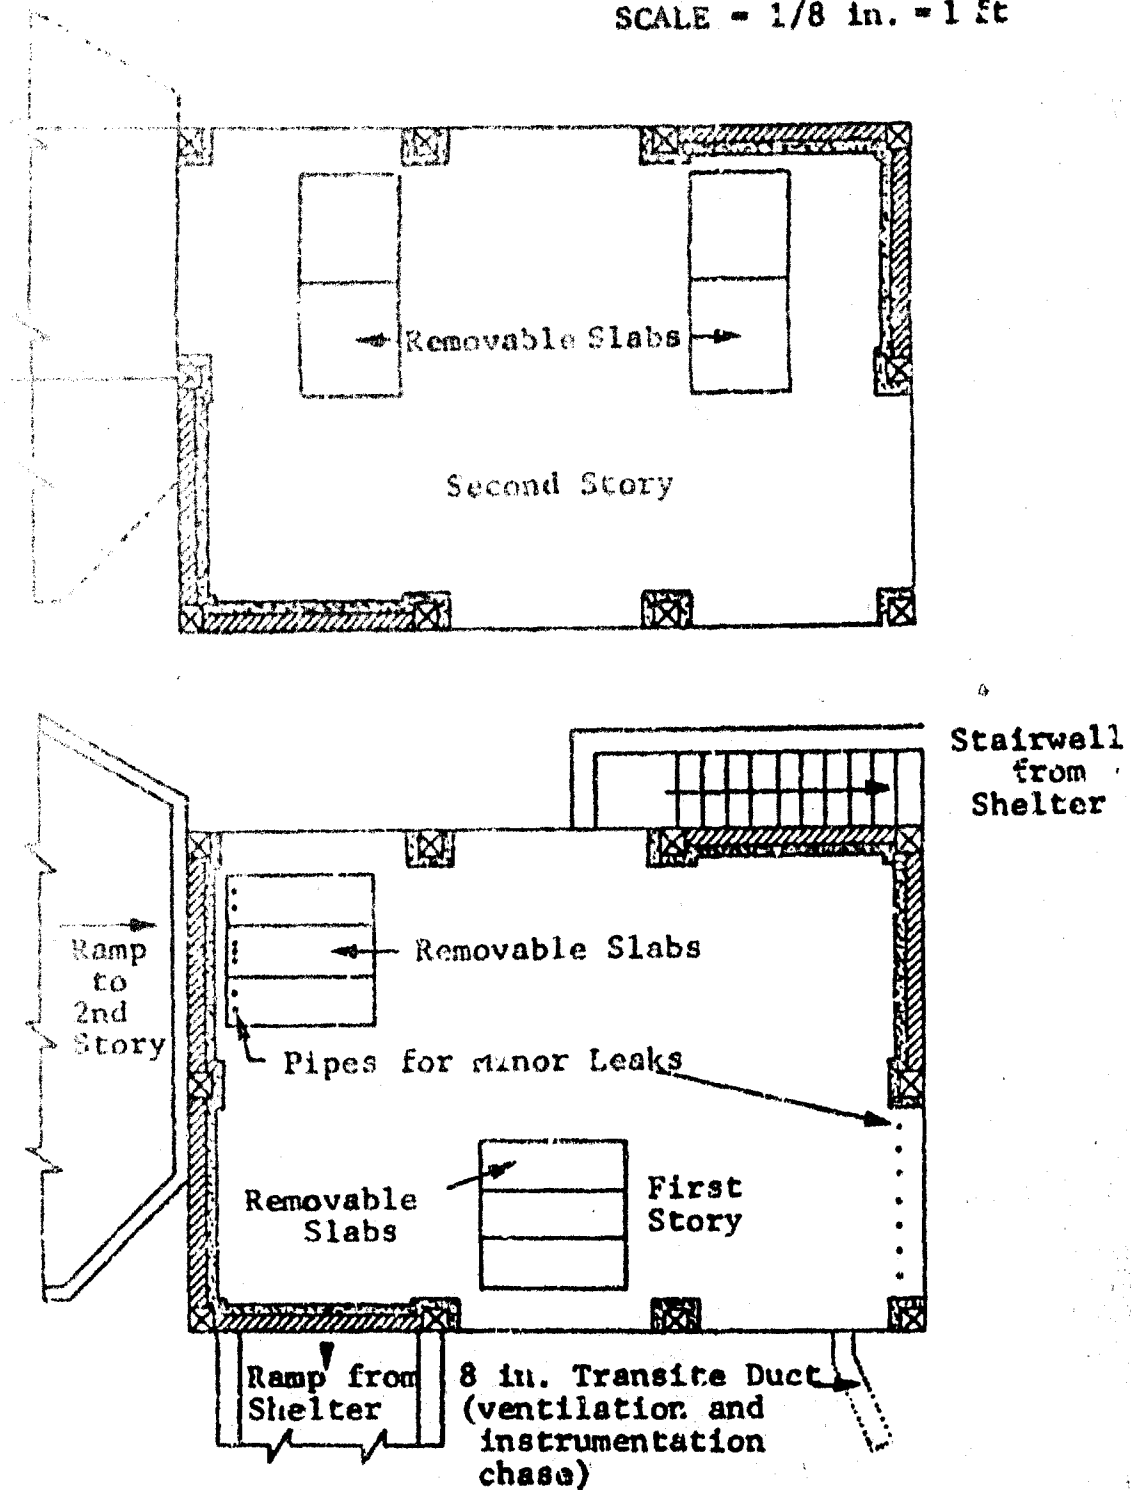 SCALE = 1/8 in. = 1 ft
Removable Slabs
Second Story
Stairwell
from
Shelter
Ramp
to
2nd
Story
Removable Slabs
Pipes for minor Leaks
Removable
Slabs
First
Story
Ramp from
Shelter
8 in. Transite Duct
(ventilation and
instrumentation
chase)